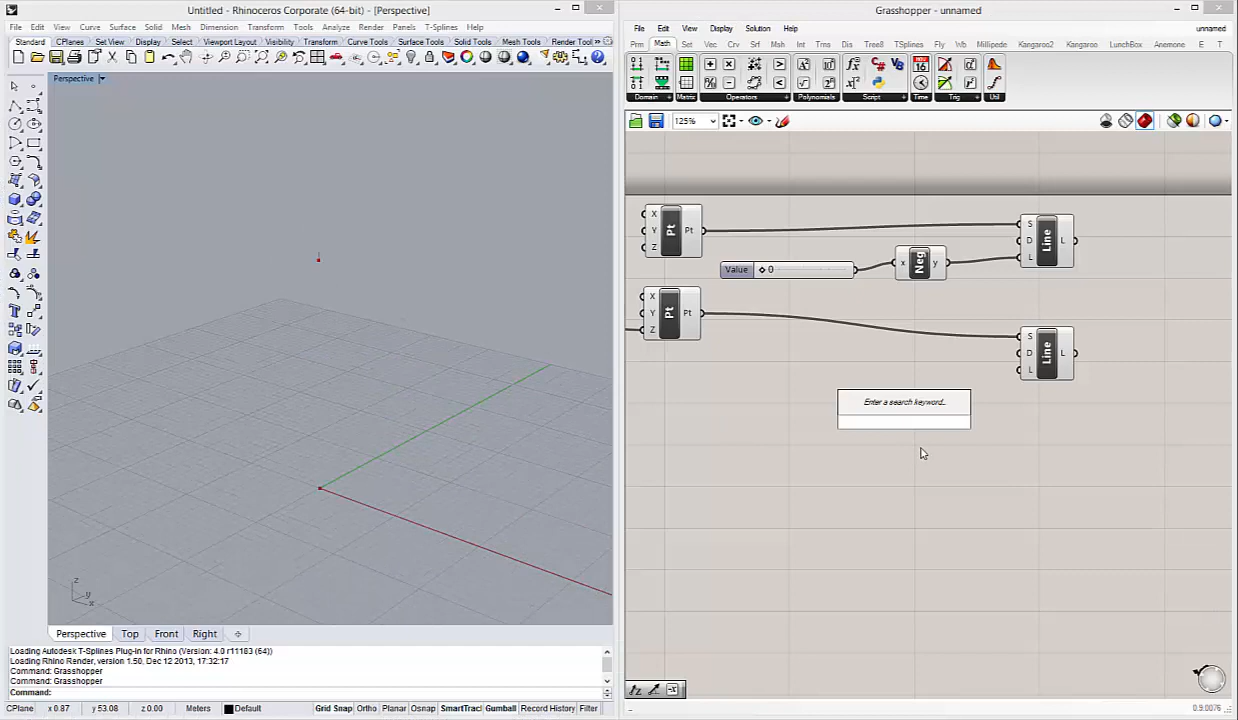 Untitled - Rhinoceros Corporate (64-bit) - [Perspective]
File Edit View Curve Surface Solid Mesh Dimension Transform Tools Analyze Render Panels T-Splines Help
Standard CPlanes Set View Display Select Viewport Layout Visibility Transform Curve Tools Surface Tools Solid Tools Mesh Tools Render Tool »
Perspective
z
y
x
Perspective Top Front Right
Loading Autodesk T-Splines Plug-in for Rhino (Version: 4.0 r11183 (64))
Loading Rhino Render, version 1.50, Dec 12 2013, 17:32:17
Command: Grasshopper
Command: Grasshopper
Command:
CPlane x 0.87 y 53.08 z 0.00 Meters Default Grid Snap Ortho Planar Osnap SmartTracl Gumball Record History Filter
Grasshopper - unnamed
File Edit View Display Solution Help unnamed
Prm Math Set Vec Crv Srf Msh Int Trns Dis Tree8 TSplines Fly Wb Millipede Kangaroo2 Kangaroo LunchBox Anemone E T
Domain Matrix Operators Polynomials Script Time Trig Util
125%
X
Y Pt Pt
Z
Value 0
x Neg y
S
D Line L
L
X
Y Pt Pt
Z
S
D Line L
L
Enter a search keyword...
0.9.0076